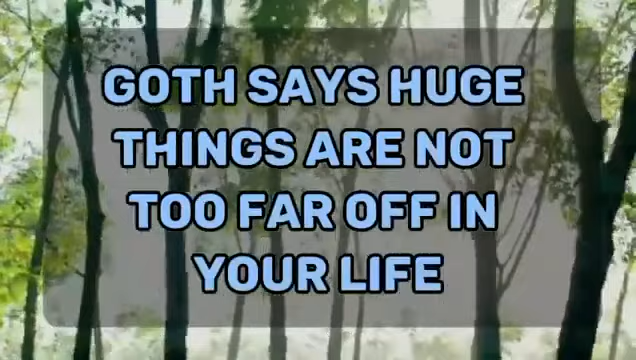 GOTH SAYS HUGE
THINGS ARE NOT
TOO FAR OFF IN
YOUR LIFE